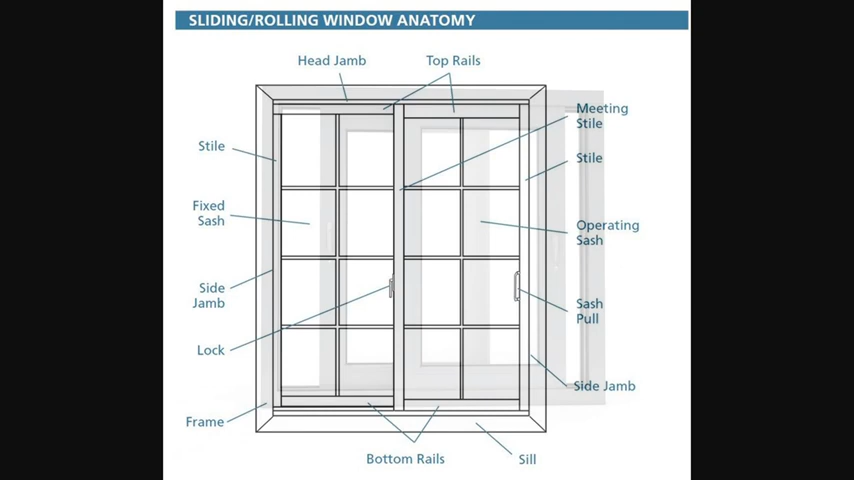 SLIDING/ROLLING WINDOW ANATOMY
Head Jamb
Top Rails
Meeting
Stile
Stile
Stile
Fixed
Sash
Operating
Sash
Side
Jamb
Sash
Pull
Lock
Side Jamb
Frame
Bottom Rails
Sill